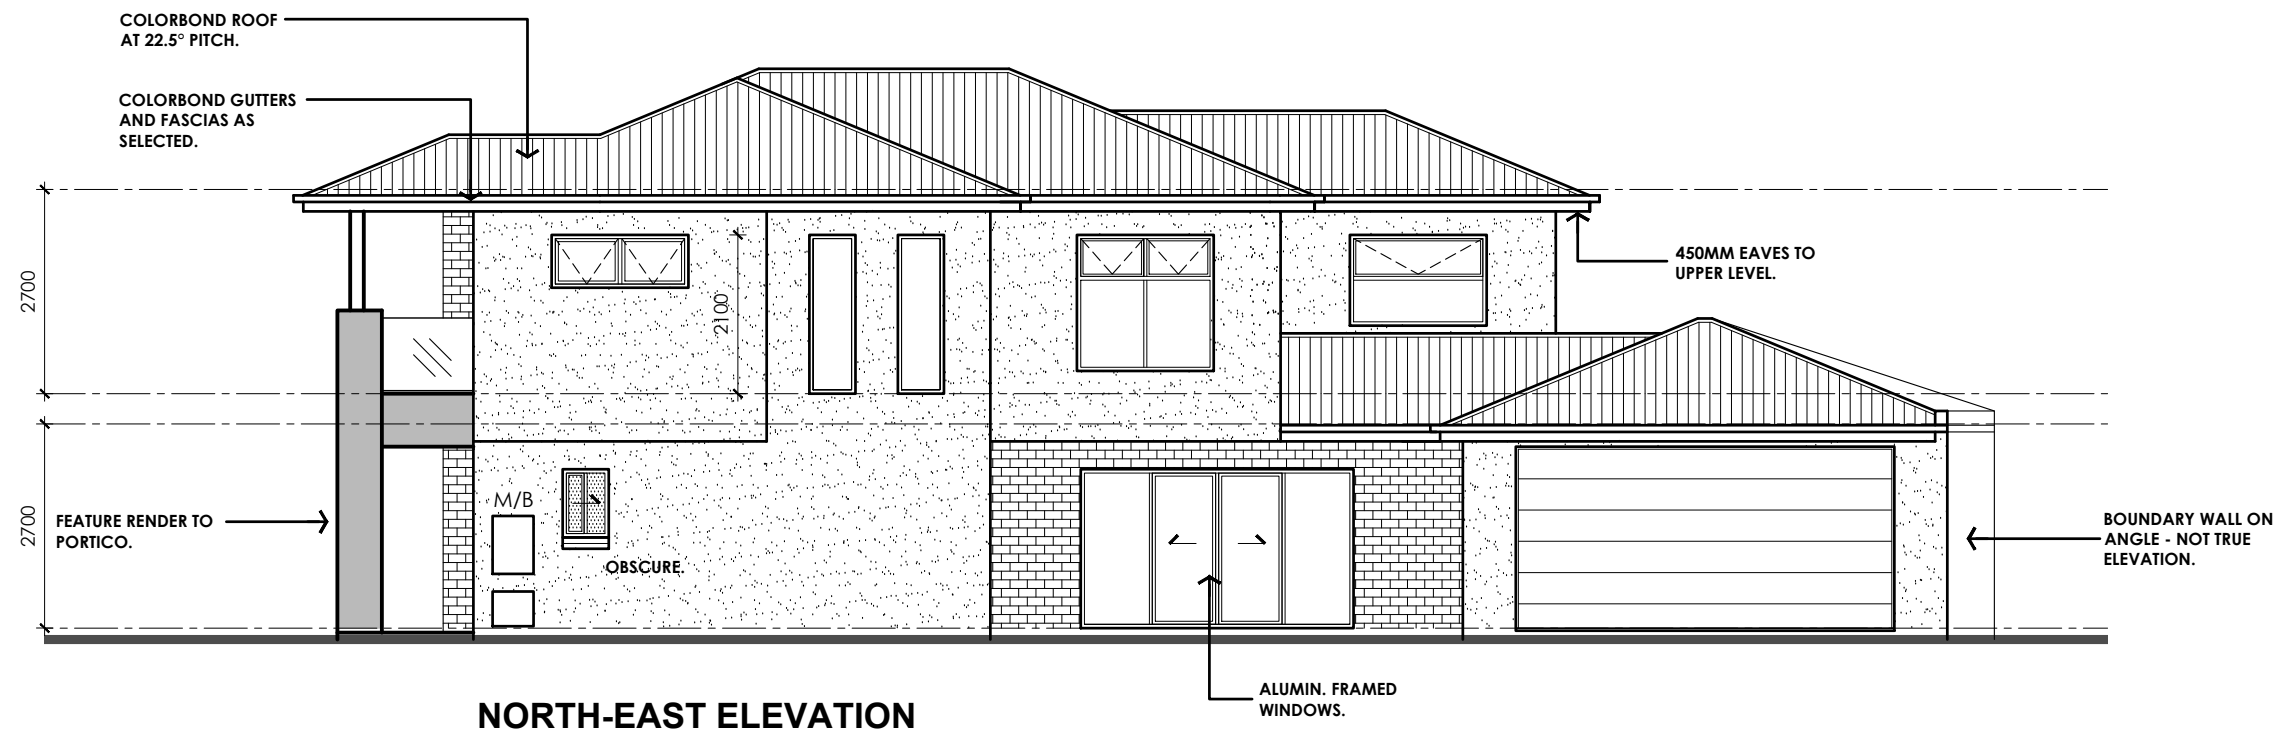 COLORBOND ROOF
AT 22.5° PITCH.
COLORBOND GUTTERS
AND FASCIAS AS
SELECTED.
450MM EAVES TO
UPPER LEVEL.
2700
2100
M/B
2700
FEATURE RENDER TO
PORTICO.
OBSCURE.
BOUNDARY WALL ON
ANGLE - NOT TRUE
ELEVATION.
ALUMIN. FRAMED
WINDOWS.
NORTH-EAST ELEVATION